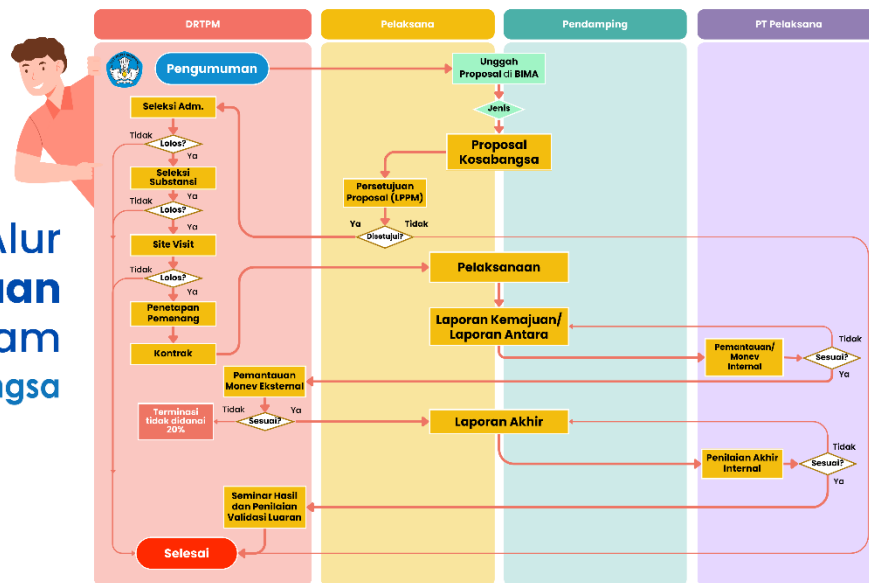 DRTPM
Pelaksana
Pendamping
PT Pelaksana
Pengumuman
Unggah
Proposal di BIMA
Jenis
Proposal
Kosabangsa
Persetujuan
Proposal (LPPM)
Ya
Tidak
Disetujui?
Seleksi Adm.
Tidak
Lolos?
Ya
Seleksi
Substansi
Ya
Tidak
Lolos?
Ya
Site Visit
Tidak
Lolos?
Ya
Penetapan
Pemenang
Kontrak
Pelaksanaan
Laporan Kemajuan/
Laporan Antara
Pemantauan/
Monev
Internal
Tidak
Sesuai?
Ya
Pemantauan
Monev Eksternal
Tidak
Ya
Sesuai?
Terminasi
tidak didanai
20%
Laporan Akhir
Penilaian Akhir
Internal
Tidak
Sesuai?
Ya
Seminar Hasil
dan Penilaian
Validasi Luaran
Selesai
Alur
an
am
ngsa